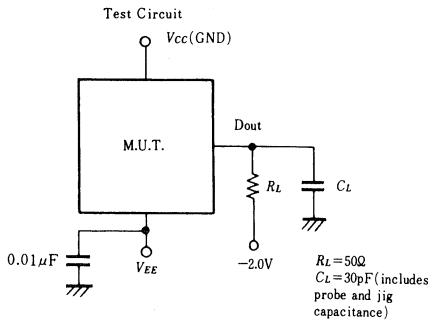 Test Circuit
Vcc(GND)
M.U.T.
Dout
RL
CL
0.01μF
VEE
−2.0V
RL=50Ω
CL=30pF(includes
probe and jig
capacitance)